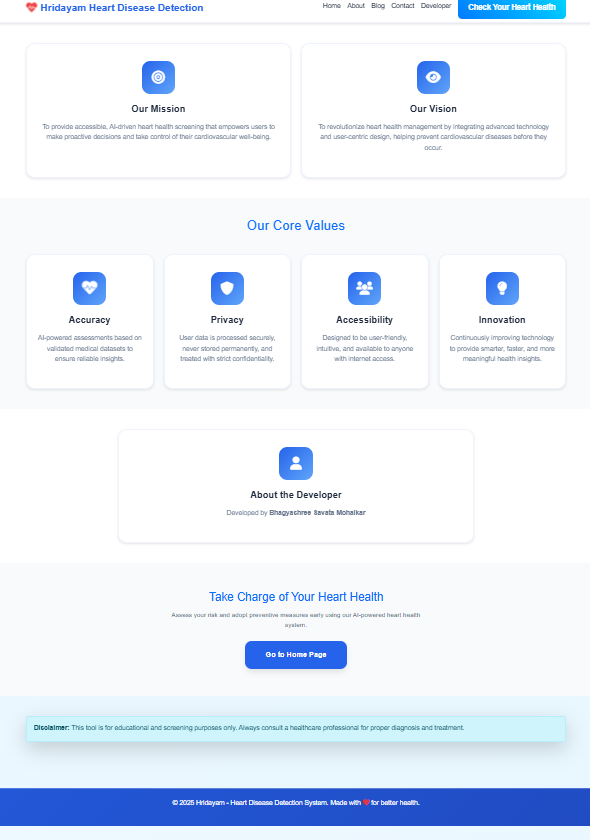 Hridayam Heart Disease Detection
Home About Blog Contact Developer Check Your Heart Health
Our Mission
To provide accessible, AI-driven heart health screening that empowers users to
make proactive decisions and take control of their cardiovascular well-being.
Our Vision
To revolutionize heart health management by integrating advanced technology
and user-centric design, helping prevent cardiovascular diseases before they
occur.
Our Core Values
Accuracy
AI-powered assessments based on
validated medical datasets to
ensure reliable insights.
Privacy
User data is processed securely,
never stored permanently, and
treated with strict confidentiality.
Accessibility
Designed to be user-friendly,
intuitive, and available to anyone
with internet access.
Innovation
Continuously improving technology
to provide smarter, faster, and more
meaningful health insights.
About the Developer
Developed by Bhagyashree Savata Mohalkar
Take Charge of Your Heart Health
Assess your risk and adopt preventive measures early using our AI-powered heart health
system.
Go to Home Page
Disclaimer: This tool is for educational and screening purposes only. Always consult a healthcare professional for proper diagnosis and treatment.
© 2025 Hridayam - Heart Disease Detection System. Made with ❤️ for better health.